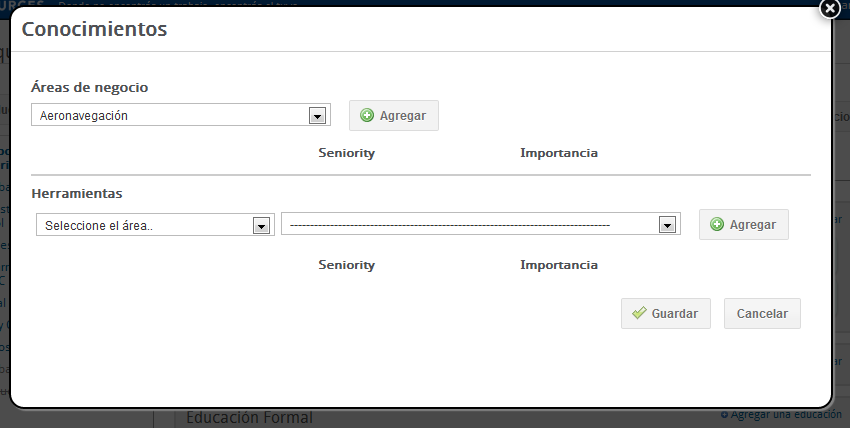 Conocimientos
Áreas de negocio
Aeronavegación
Agregar
Seniority Importancia
Herramientas
Seleccione el área..
--------------------------------------------------------------------------------
Agregar
Seniority Importancia
Guardar Cancelar
Educación Formal
Agregar una educación